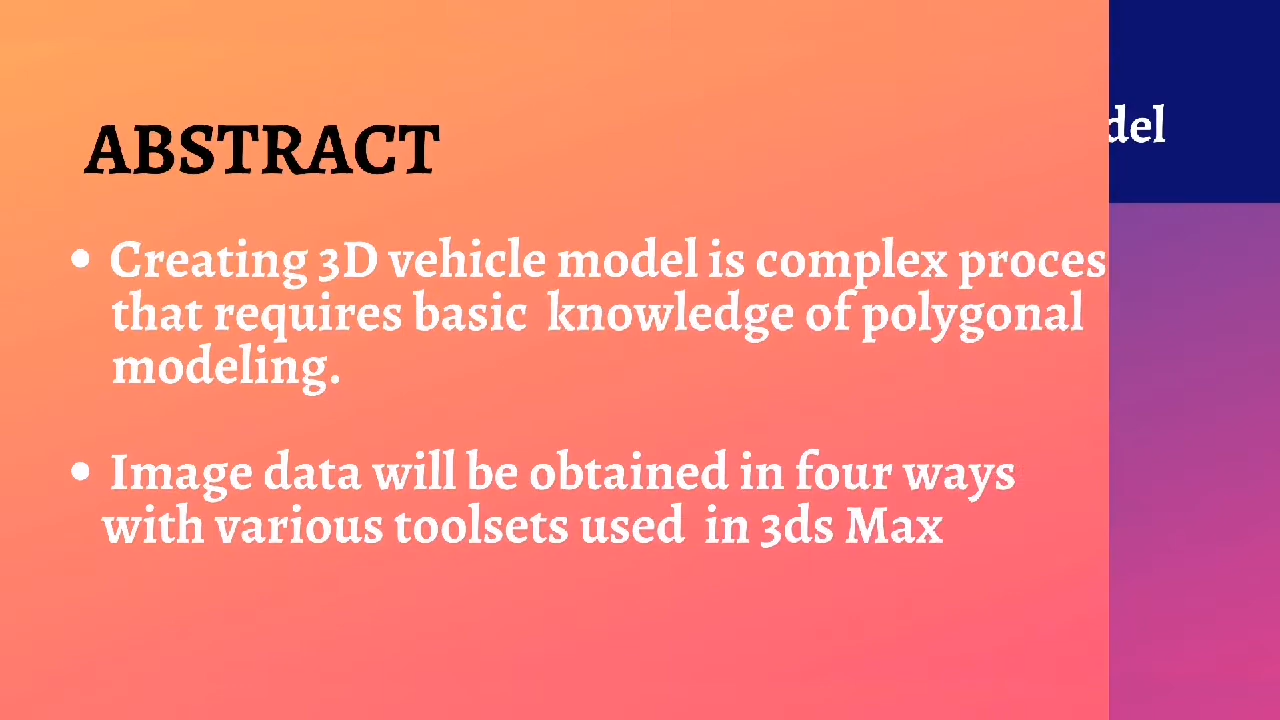 ABSTRACT
del
• Creating 3D vehicle model is complex proces
that requires basic knowledge of polygonal
modeling.
• Image data will be obtained in four ways
with various toolsets used in 3ds Max